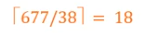 ⌈677/38⌉ = 18